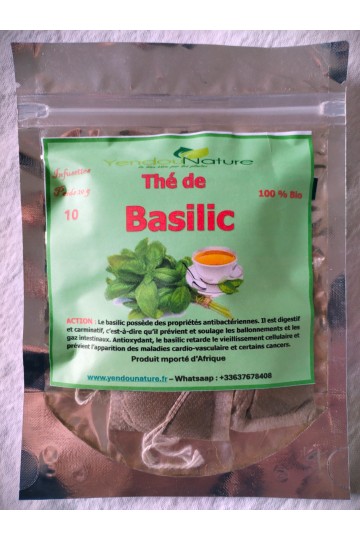 YendouNature
Infusettes
Thé de
100 % Bio
10
Basilic
ACTION : Le basilic possède des propriétés antibactériennes. Il est digestif
et carminatif, c'est-à-dire qu'il prévient et soulage les ballonnements et les
gaz intestinaux. Antioxydant, le basilic retarde le vieillissement cellulaire et
prévient l'apparition des maladies cardio-vasculaire et certains cancers.
Produit mporté d'Afrique
www.yendounature.fr – Whatsaap : +33637678408